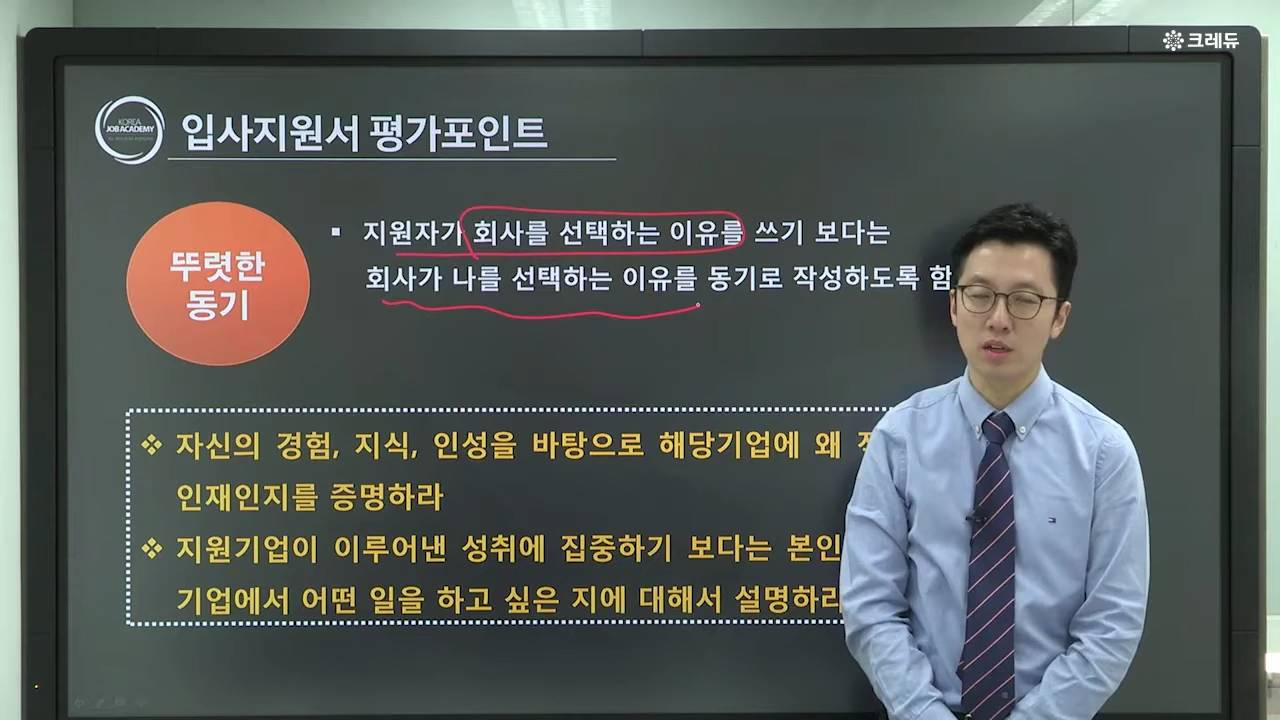 크레듀
KOREA
JOB ACADEMY
입사지원서 평가포인트
뚜렷한
동기
▪ 지원자가 회사를 선택하는 이유를 쓰기 보다는
회사가 나를 선택하는 이유를 동기로 작성하도록 함
❖ 자신의 경험, 지식, 인성을 바탕으로 해당기업에 왜
인재인지를 증명하라
❖ 지원기업이 이루어낸 성취에 집중하기 보다는 본인
기업에서 어떤 일을 하고 싶은 지에 대해서 설명하라